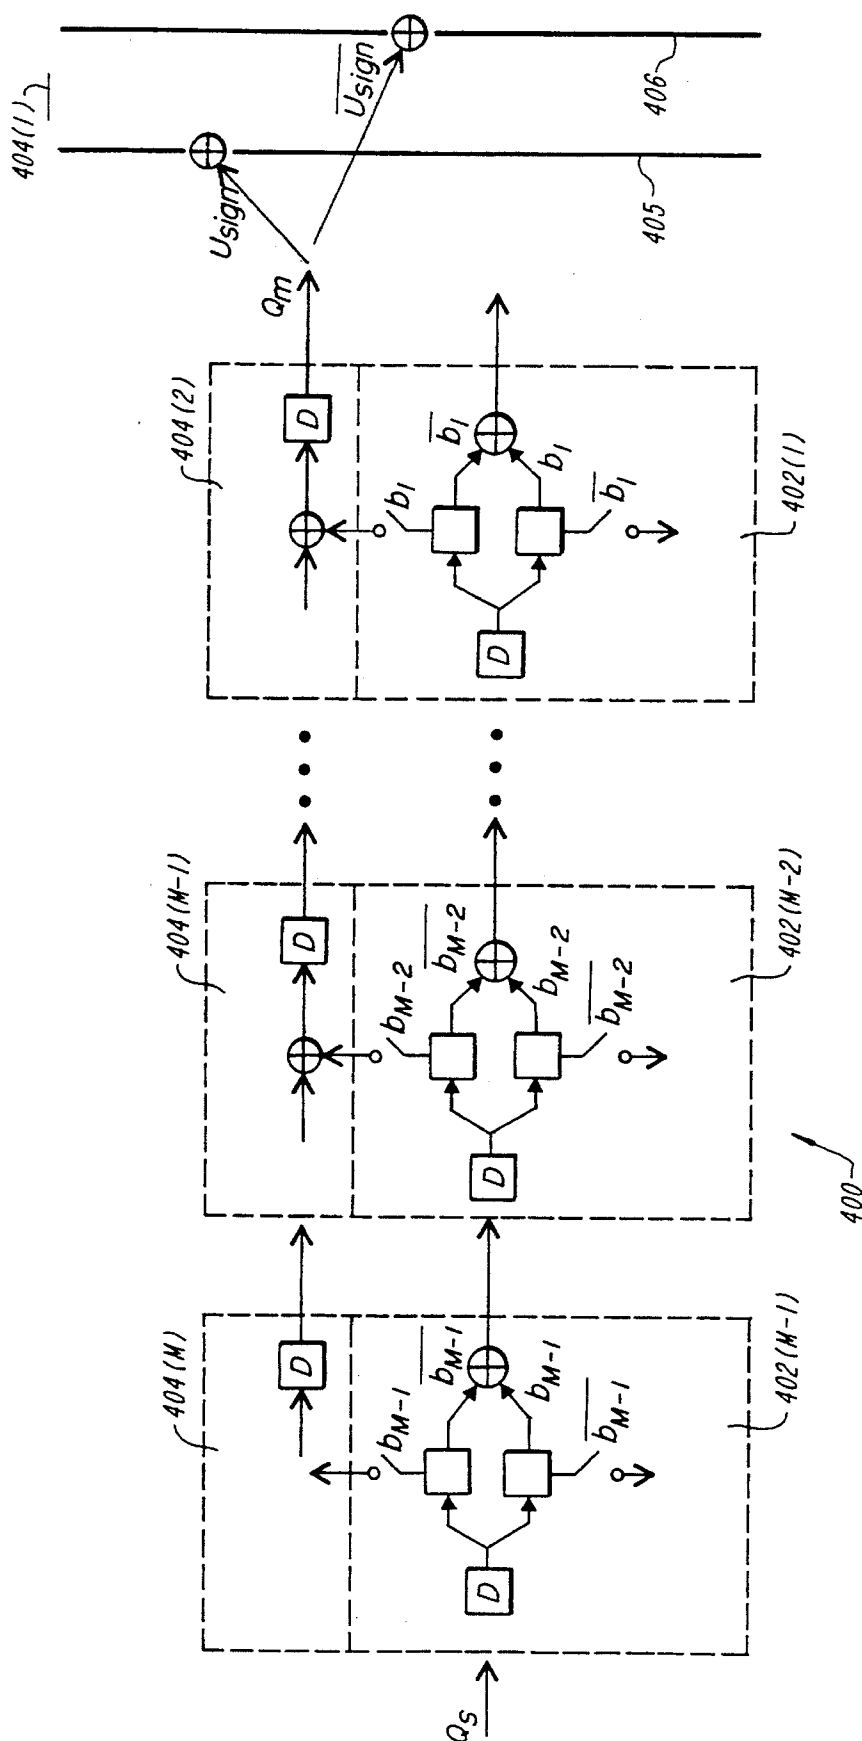 404(M)
404(M-1)
404(2)
404(1)
D
D
D
Qm
Usign
Usign
bM-1
bM-2
b1
Qs
D
bM-1
bM-1
D
bM-2
bM-2
D
b1
b1
bM-1
bM-2
b1
402(M-1)
402(M-2)
402(1)
405
406
400